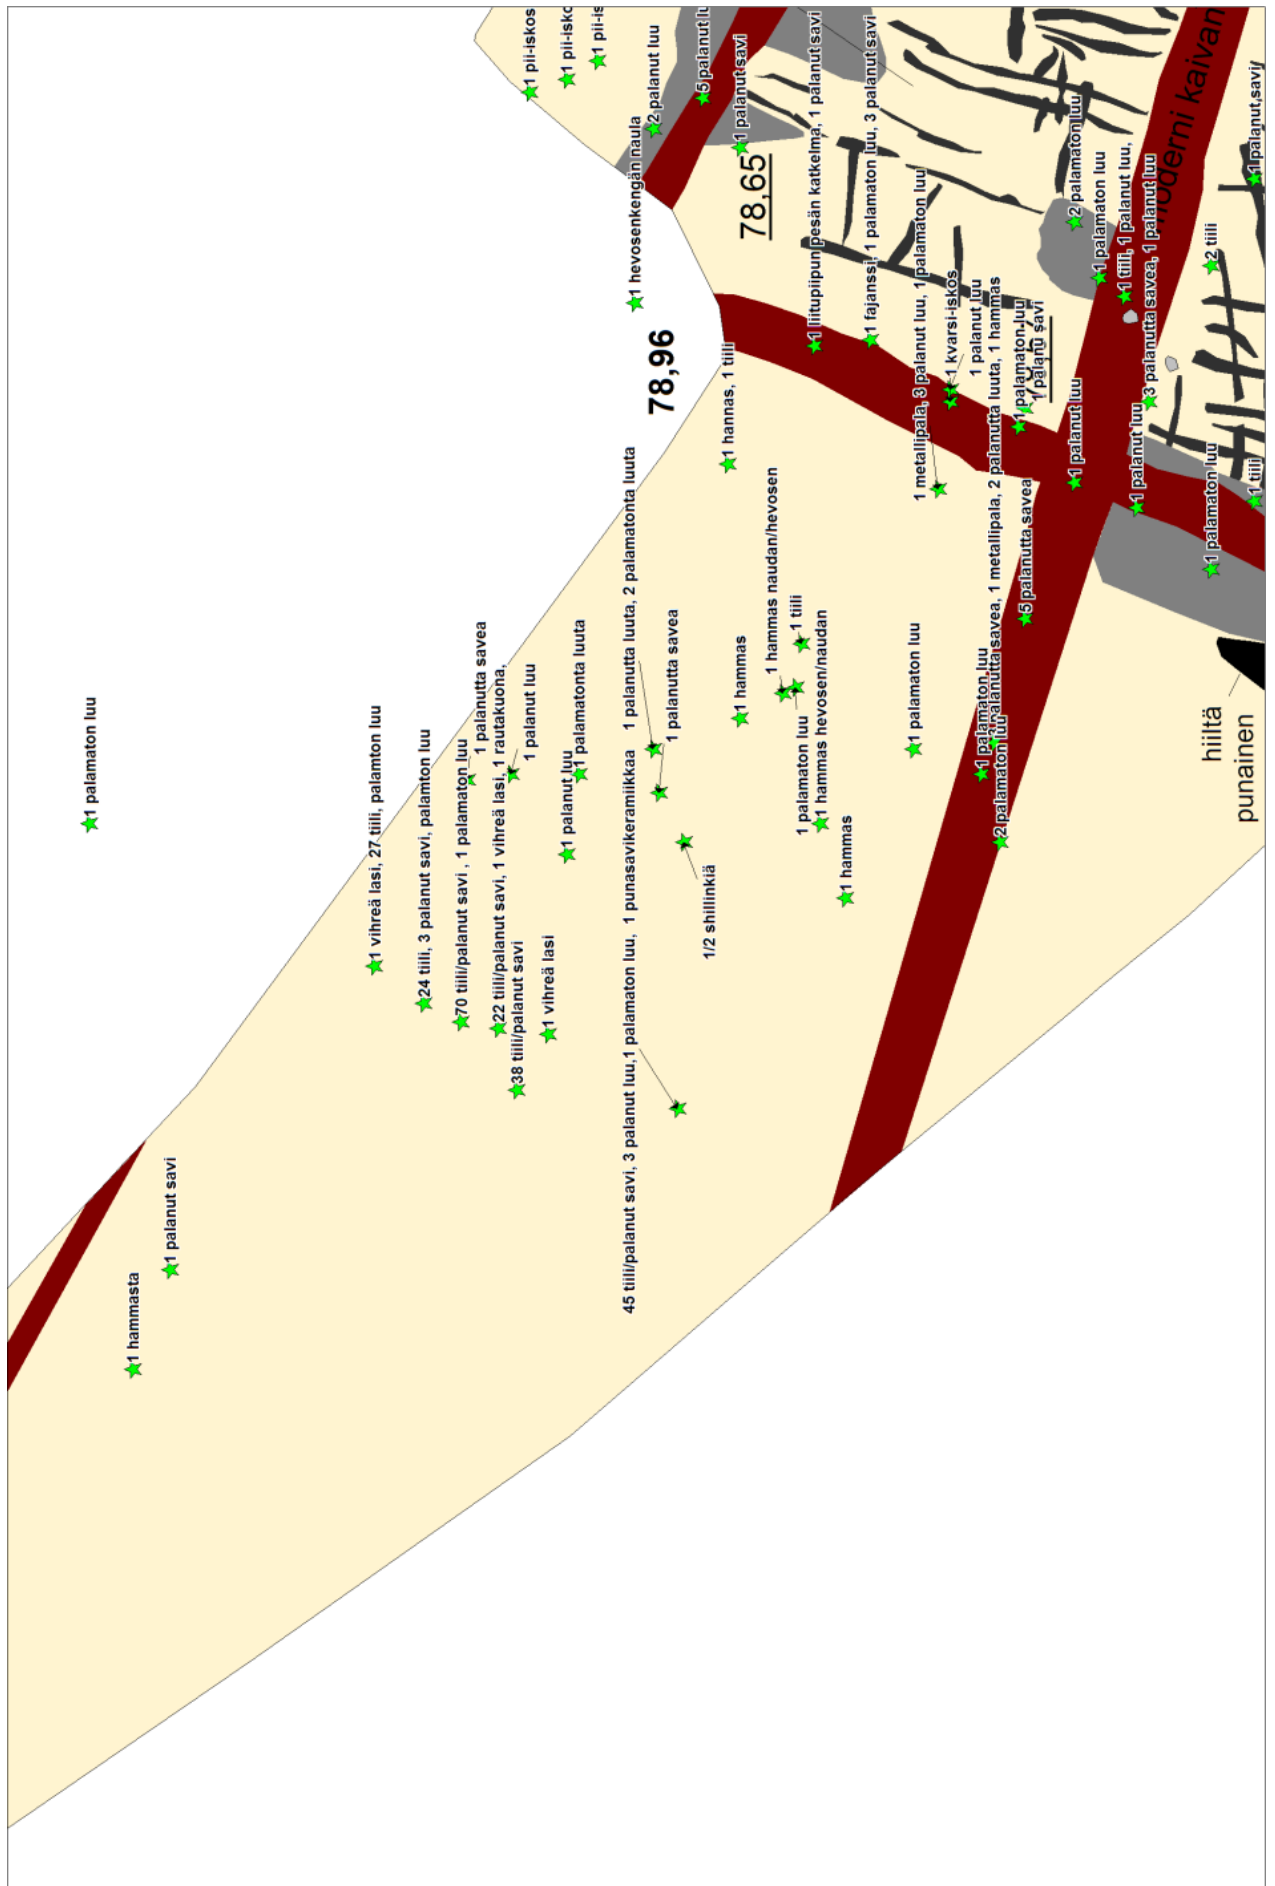 1 pii-iskos
2 palanut luu
5 palanut
1 palanut savi
1 hevosenkengän naula
78,65
78,96
1 liitupiipun pesän katkelma, 1 palanut savi
1 fajanssi, 1 palamaton luu, 3 palanut savi
1 metallipala, 3 palanut luu, 1 palamaton luu
1 kvarsi-iskos
1 palanut luu
1 palamaton luu
1 palanu savi
2 palamaton luu
1 palamaton luu
1 tiili, 1 palanut luu,
3 palanutta savea, 1 palanut luu
moderni kaivan
2 tiili
1 palanut savi
1 hannas, 1 tiili
1 palanut luu
1 palanut luu
1 palamaton luu
1 tiili
5 palanutta savea
palanutta savea, 1 metallipala, 2 palanutta luuta, 1 hammas
1 palamaton luu
2 palamaton luu
hiiltä
punainen
1 palamaton luu
1 vihreä lasi, 27 tiili, palamton luu
24 tiili, 3 palanut savi, palamton luu
70 tiili/palanut savi , 1 palamaton luu
1 palanutta savea
22 tiili/palanut savi, 1 vihreä lasi, 1 rautakuona,
1 palanut luu
38 tiili/palanut savi
1 vihreä lasi
1 palanut luu
1 palamatonta luuta
1 palanutta luuta, 2 palamatonta luuta
1 palanutta savea
45 tiili/palanut savi, 3 palanut luu,1 palamaton luu, 1 punasavikeramiikkaa
1/2 shillinkiä
1 hammas
1 hammas naudan/hevosen
1 tiili
1 palamaton luu
1 hammas hevosen/naudan
1 hammas
1 palamaton luu
1 palanut savi
1 hammasta